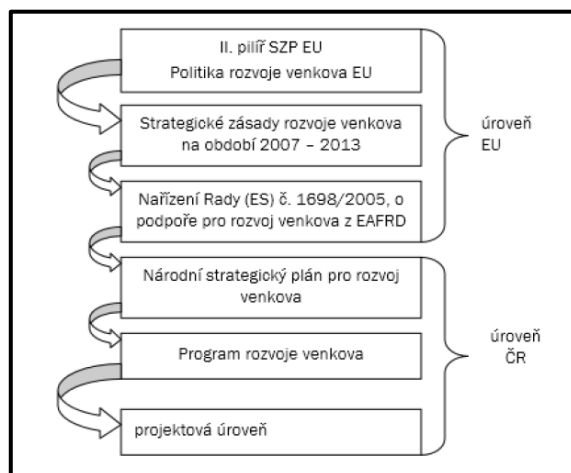 II. pilíř SZP EU
Politika rozvoje venkova EU
Strategické zásady rozvoje venkova
na období 2007 – 2013
Nařízení Rady (ES) č. 1698/2005, o
podpoře pro rozvoj venkova z EAFRD
úroveň
EU
Národní strategický plán pro rozvoj
venkova
Program rozvoje venkova
projektová úroveň
úroveň
ČR